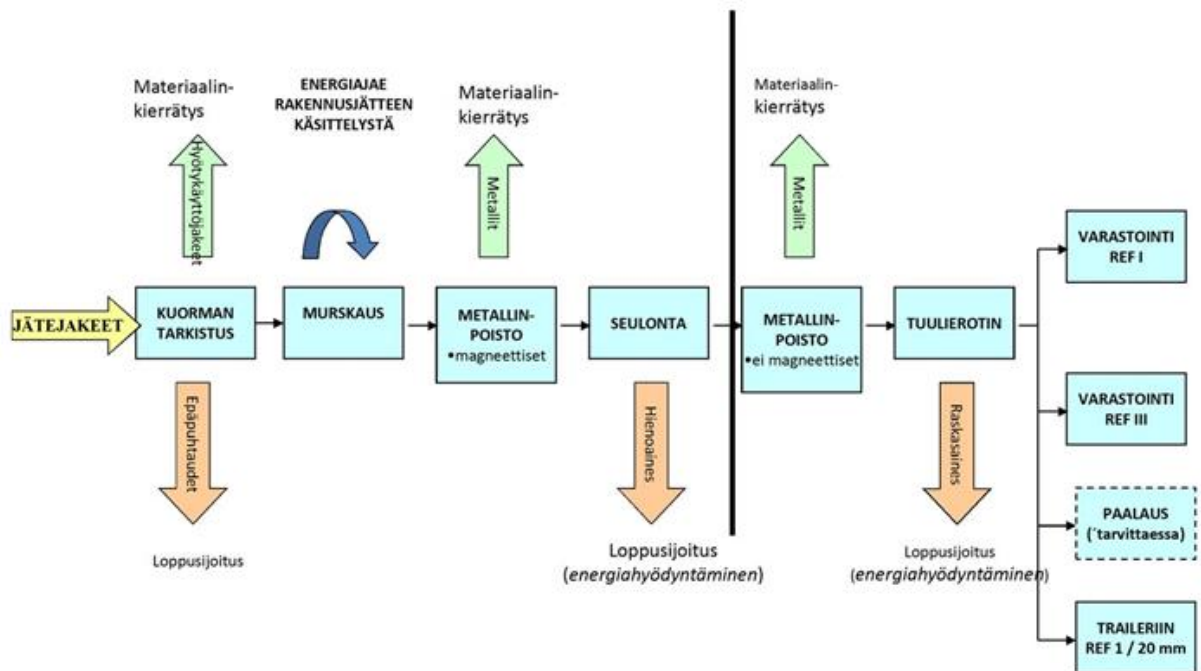 Materiaalin-
kierrätys
ENERGIAJAE
RAKENNUSJÄTTEEN
KÄSITTELYSTÄ
Materiaalin-
kierrätys
Materiaalin-
kierrätys
Hyötykäyttöjakeet
Metallit
Metallit
JÄTEJAKEET
KUORMAN
TARKISTUS
MURSKAUS
METALLIN-
POISTO
•magneettiset
SEULONTA
METALLIN-
POISTO
•ei magneettiset
TUULIEROTIN
VARASTOINTI
REF I
VARASTOINTI
REF III
PAALAUS
(´tarvittaessa)
TRAILERIIN
REF 1 / 20 mm
Epäpuhtaudet
Hienoaines
Raskasaines
Loppusijoitus
Loppusijoitus
(energiahyödyntäminen)
Loppusijoitus
(energiahyödyntäminen)